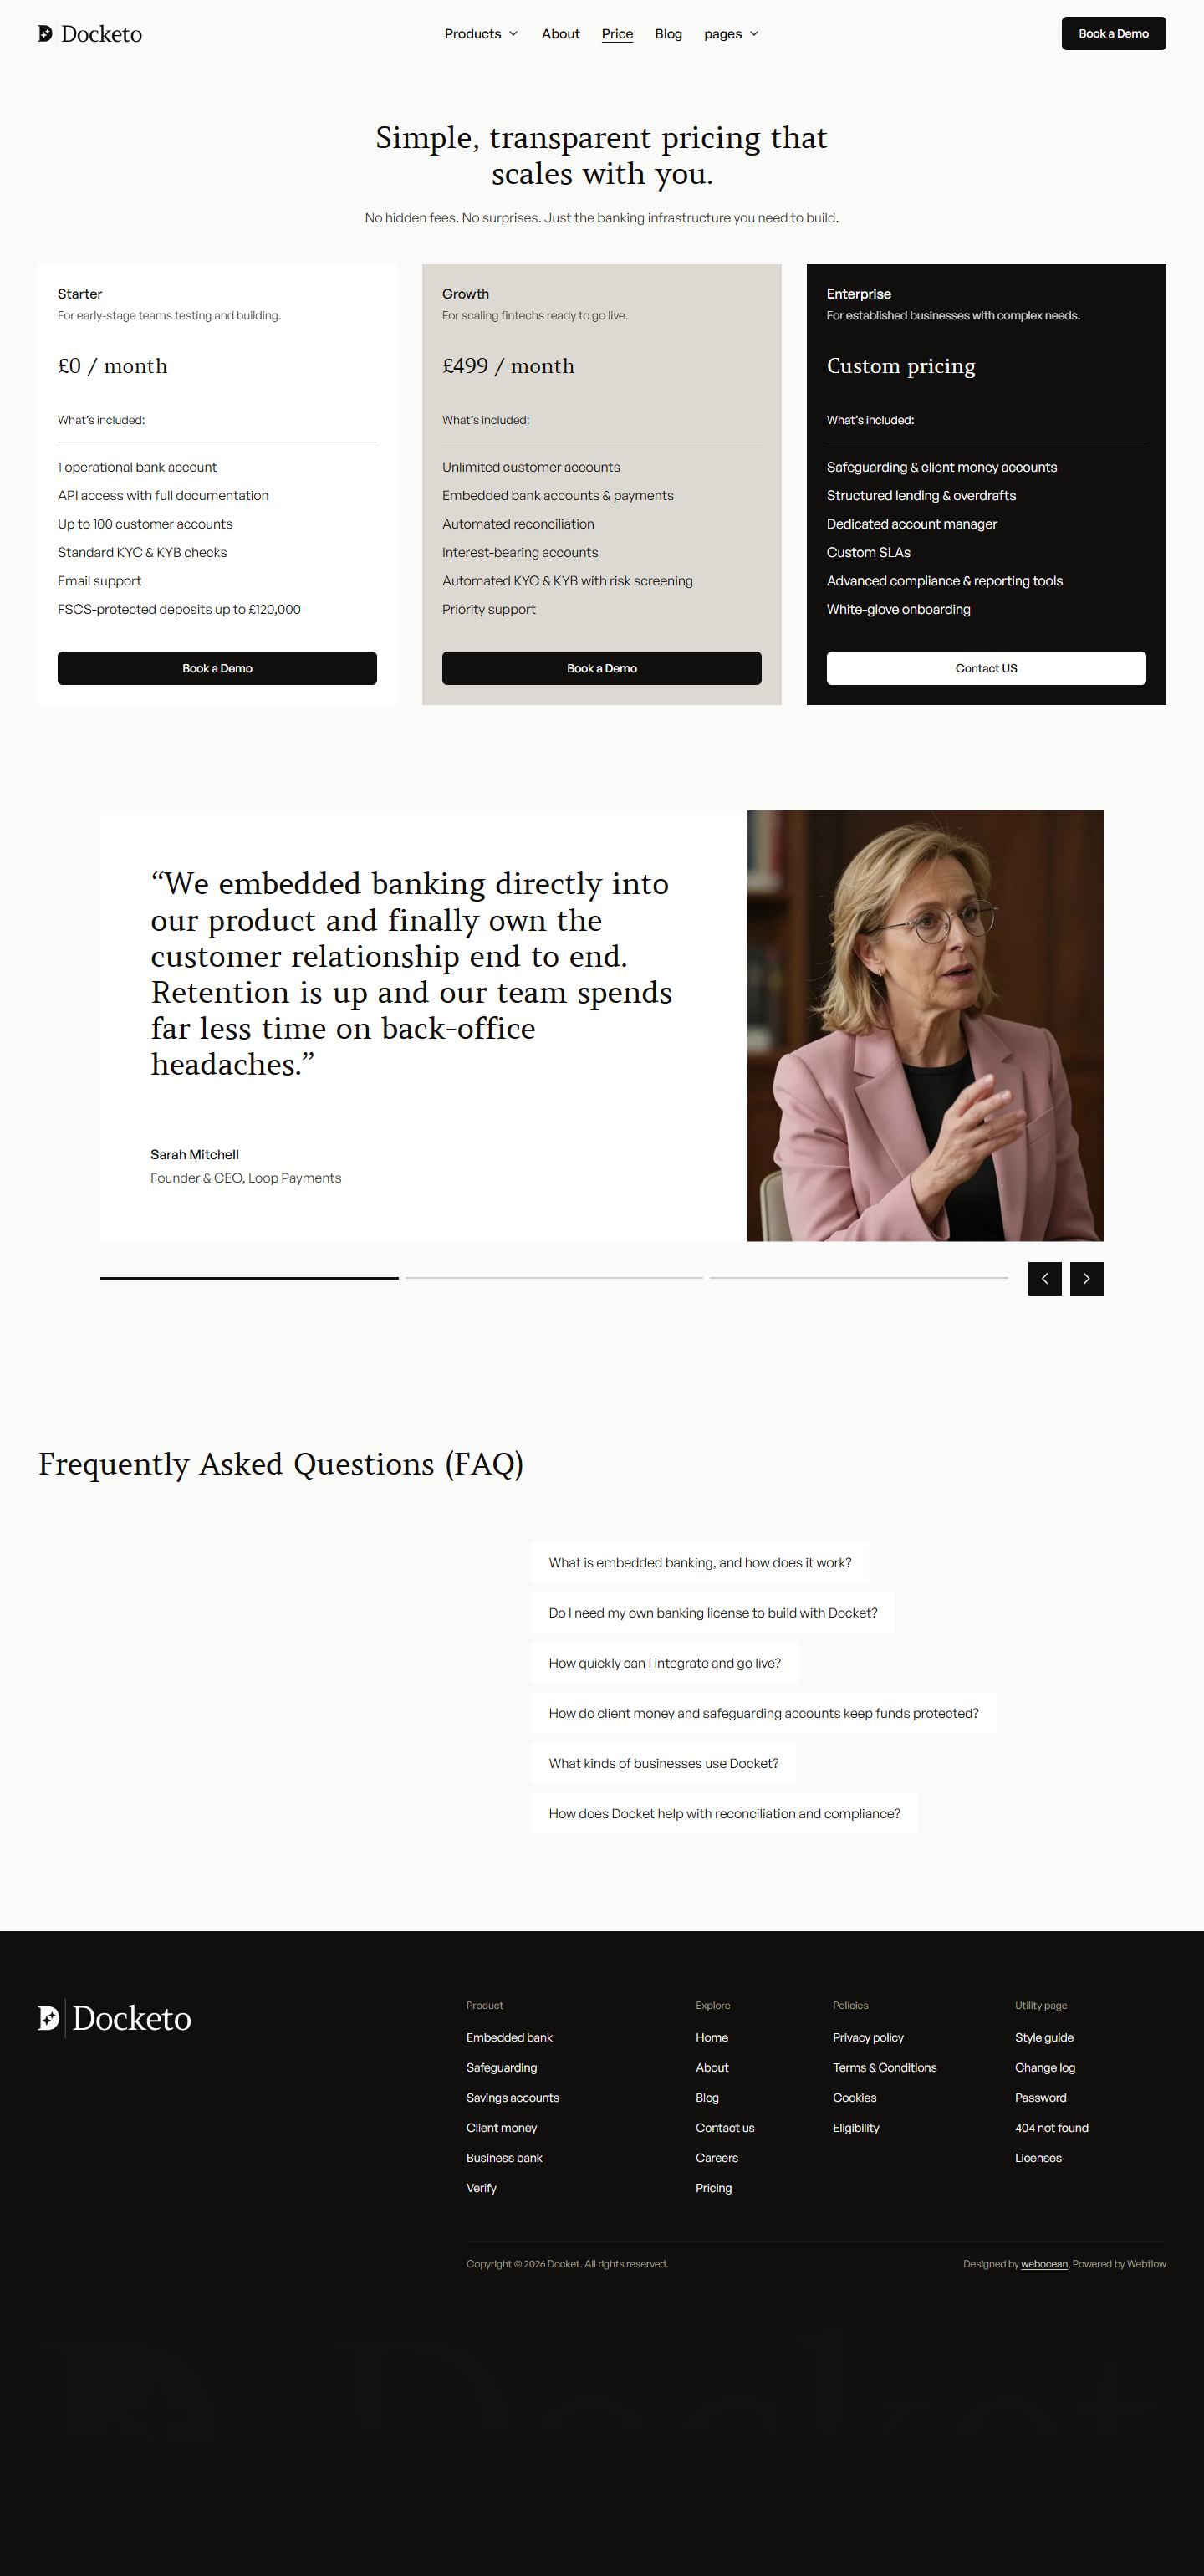 Docketo
Products
About
Price
Blog
pages
Book a Demo
Simple, transparent pricing that
scales with you.
No hidden fees. No surprises. Just the banking infrastructure you need to build.
Starter
For early-stage teams testing and building.
£0 / month
What's included:
1 operational bank account
API access with full documentation
Up to 100 customer accounts
Standard KYC & KYB checks
Email support
FSCS-protected deposits up to £120,000
Book a Demo
Growth
For scaling fintechs ready to go live.
£499 / month
What's included:
Unlimited customer accounts
Embedded bank accounts & payments
Automated reconciliation
Interest-bearing accounts
Automated KYC & KYB with risk screening
Priority support
Book a Demo
Enterprise
For established businesses with complex needs.
Custom pricing
What's included:
Safeguarding & client money accounts
Structured lending & overdrafts
Dedicated account manager
Custom SLAs
Advanced compliance & reporting tools
White-glove onboarding
Contact US
“We embedded banking directly into
our product and finally own the
customer relationship end to end.
Retention is up and our team spends
far less time on back-office
headaches.”
Sarah Mitchell
Founder & CEO, Loop Payments
Frequently Asked Questions (FAQ)
What is embedded banking, and how does it work?
Do I need my own banking license to build with Docket?
How quickly can I integrate and go live?
How do client money and safeguarding accounts keep funds protected?
What kinds of businesses use Docket?
How does Docket help with reconciliation and compliance?
Docketo
Product
Embedded bank
Safeguarding
Savings accounts
Client money
Business bank
Verify
Explore
Home
About
Blog
Contact us
Careers
Pricing
Policies
Privacy policy
Terms & Conditions
Cookies
Eligibility
Utility page
Style guide
Change log
Password
404 not found
Licenses
Copyright © 2026 Docket. All rights reserved.
Designed by webocean, Powered by Webflow
Docket